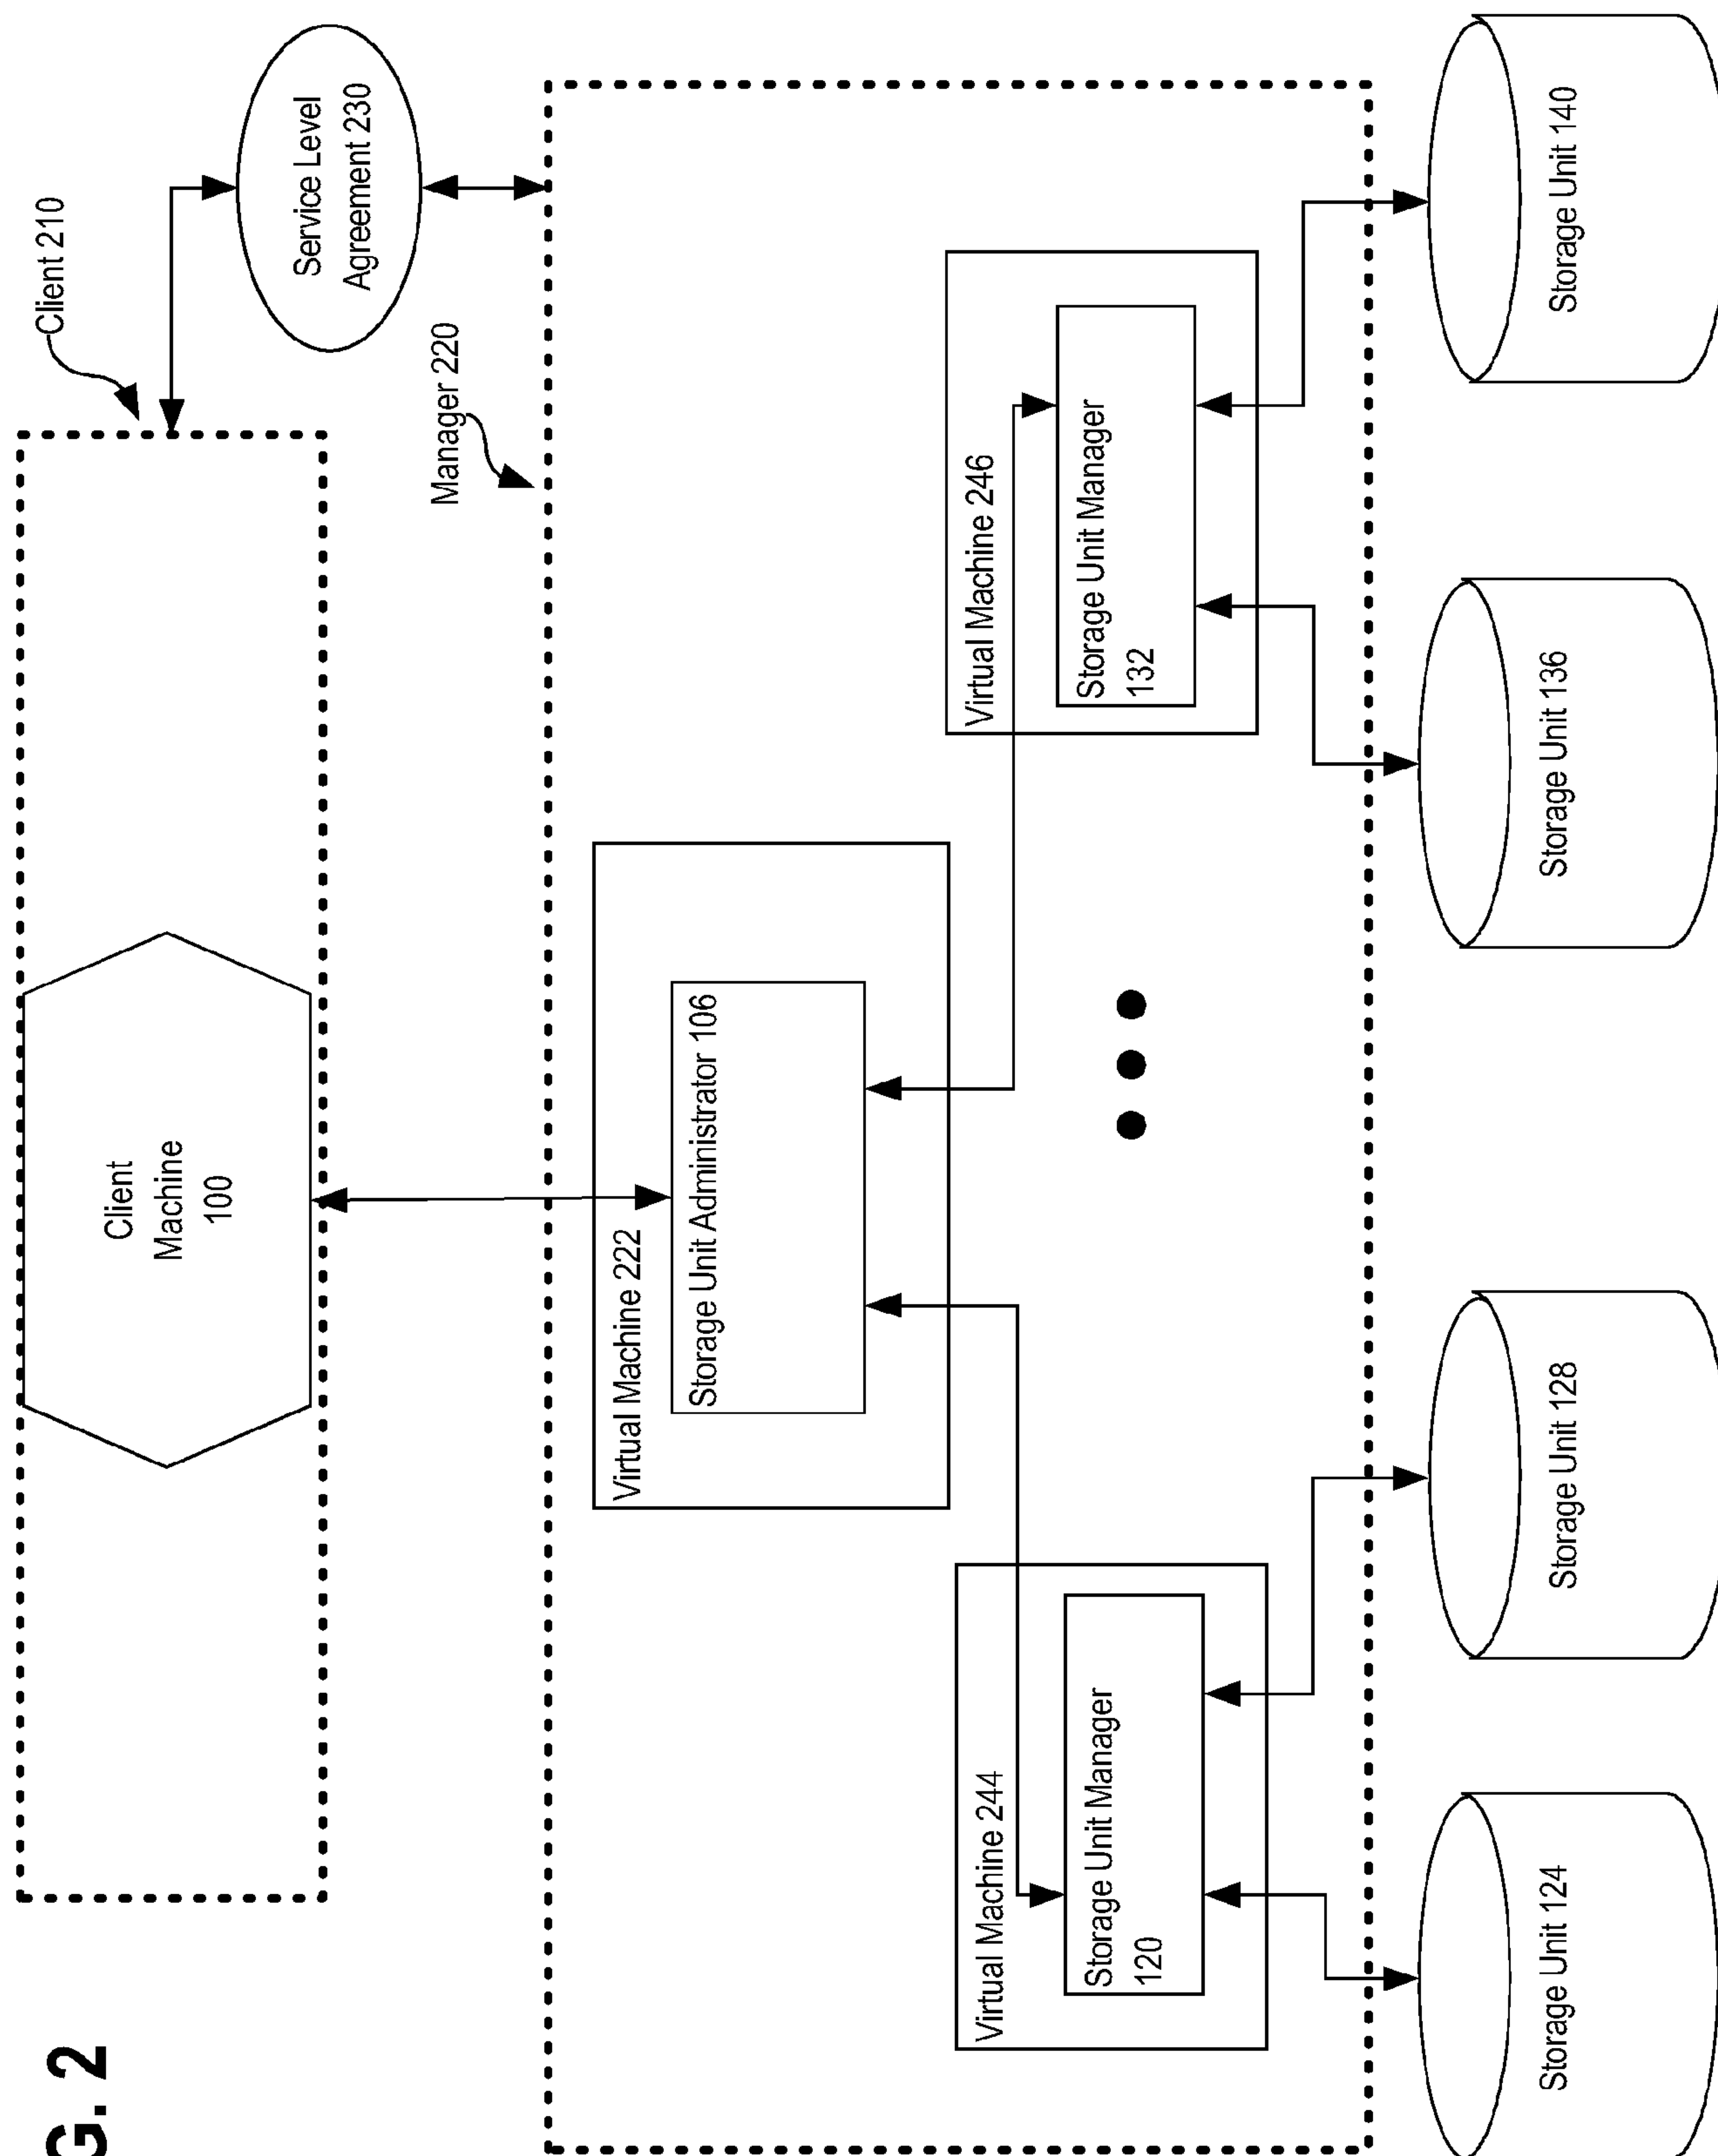 Client 210
Client
Machine
100
Service Level
Agreement 230
Manager 220
Virtual Machine 222
Storage Unit Administrator 106
Virtual Machine 244
Storage Unit Manager
120
Virtual Machine 246
Storage Unit Manager
132
Storage Unit 124
Storage Unit 128
Storage Unit 136
Storage Unit 140
G. 2